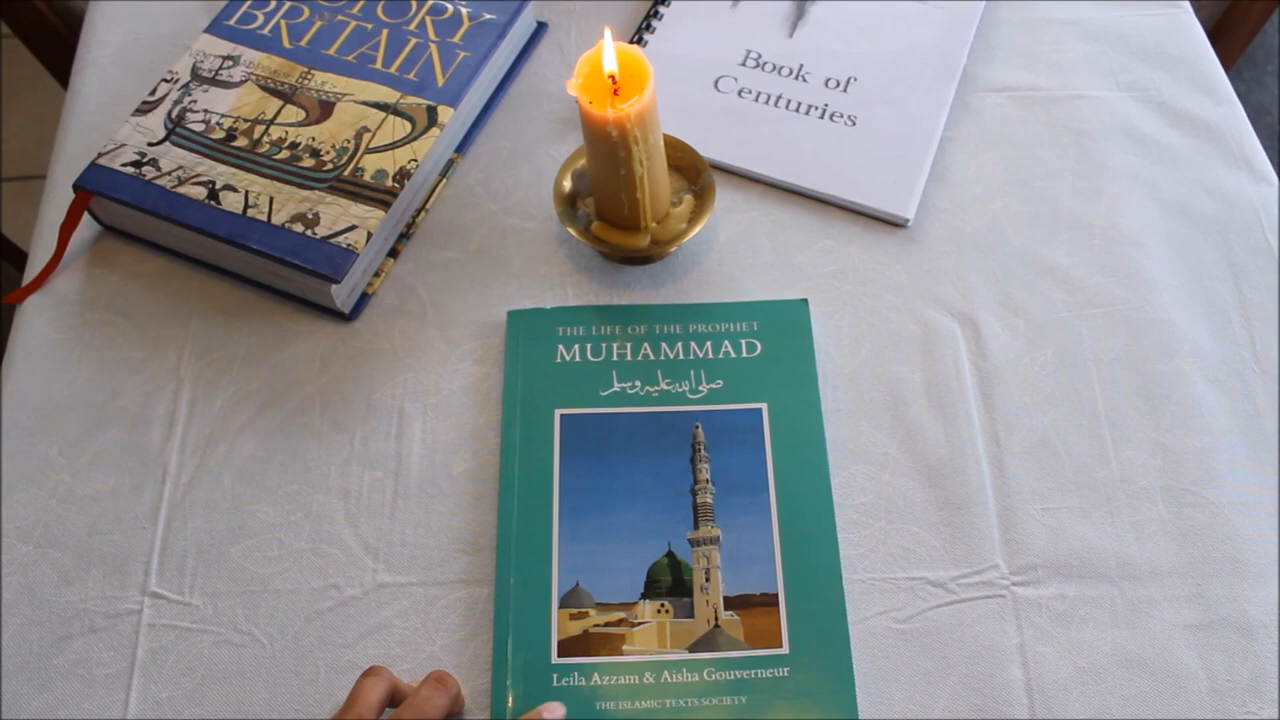 BRITAIN
Book of
Centuries
THE LIFE OF THE PROPHET
MUHAMMAD
صلى الله عليه وسلم
Leila Azzam & Aisha Gouverneur
THE ISLAMIC TEXTS SOCIETY